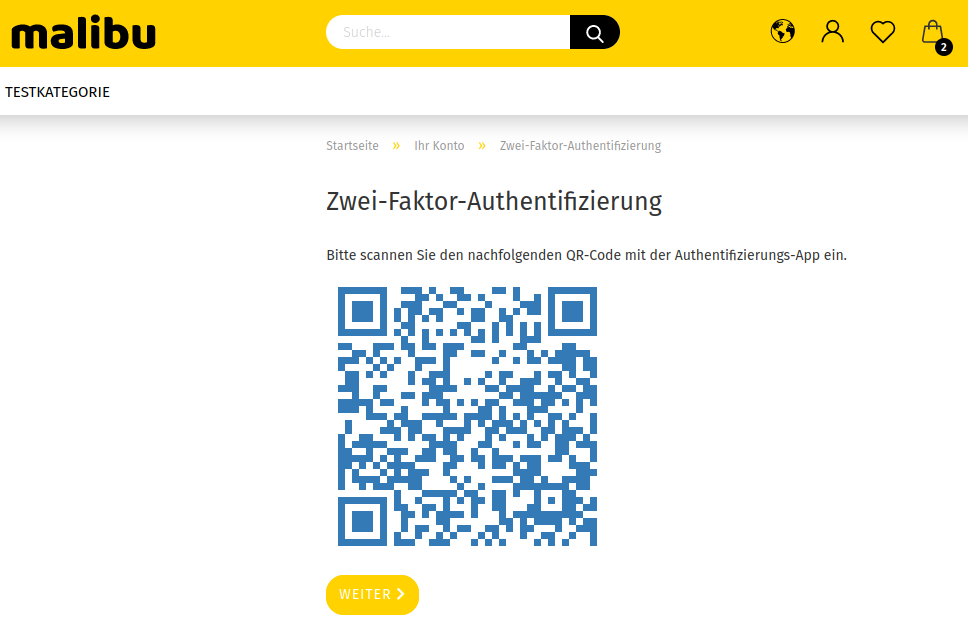 malibu
Suche...
2
TESTKATEGORIE
Startseite » Ihr Konto » Zwei-Faktor-Authentifizierung
Zwei-Faktor-Authentifizierung
Bitte scannen Sie den nachfolgenden QR-Code mit der Authentifizierungs-App ein.
WEITER